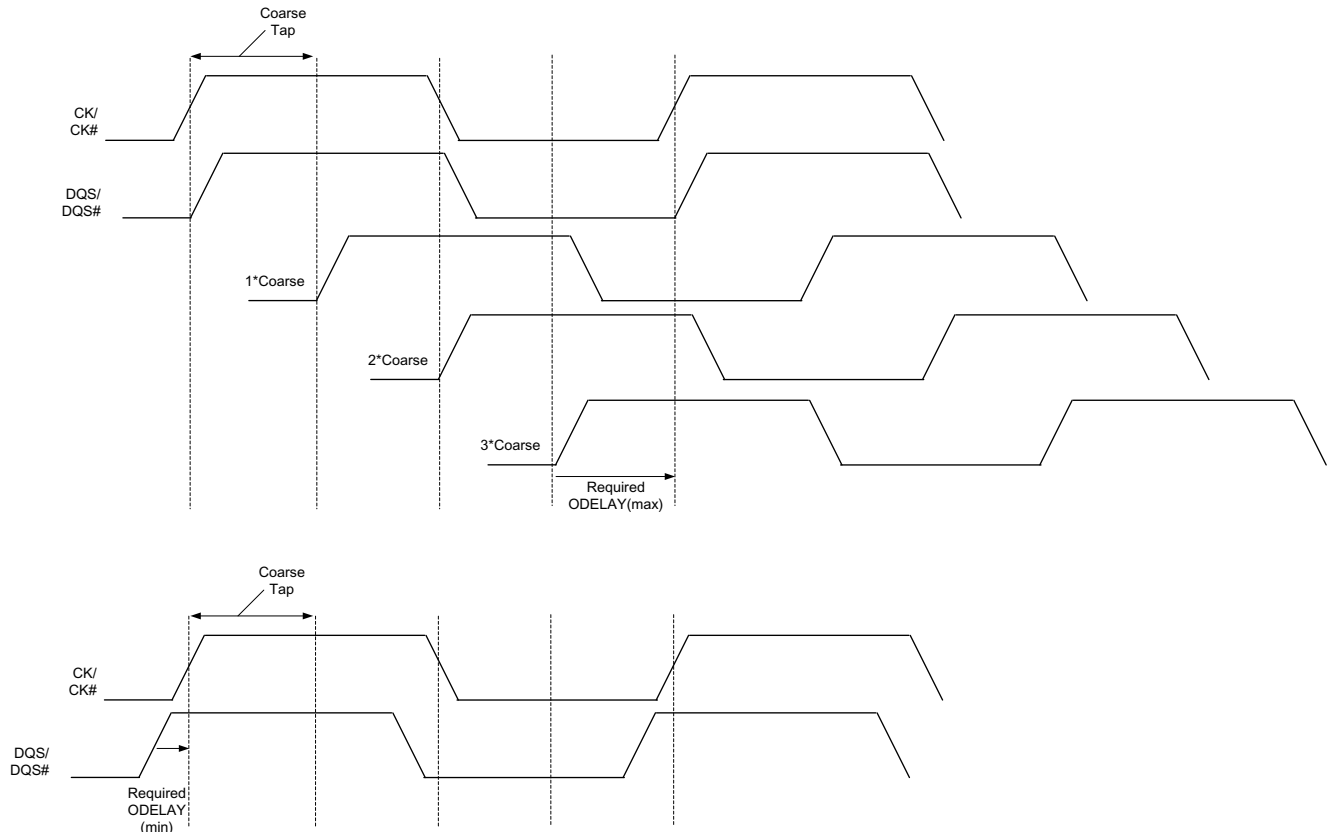 Coarse
Tap
CK/
CK#
DQS/
DQS#
1*Coarse
2*Coarse
3*Coarse
Required
ODELAY(max)
Coarse
Tap
CK/
CK#
DQS/
DQS#
Required
ODELAY
(min)